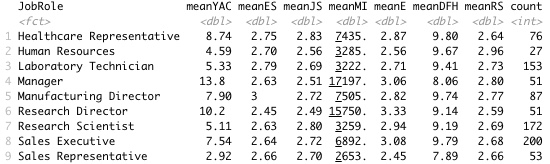 JobRole meanYAC meanES meanJS meanMI meanE meanDFH meanRS count
<fct> <dbl> <dbl> <dbl> <dbl> <dbl> <dbl> <dbl> <int>
1 Healthcare Representative 8.74 2.75 2.83 7435. 2.87 9.80 2.64 76
2 Human Resources 4.59 2.70 2.56 3285. 2.56 9.67 2.96 27
3 Laboratory Technician 5.33 2.79 2.69 3222. 2.71 9.41 2.73 153
4 Manager 13.8 2.63 2.51 17197. 3.06 8.06 2.80 51
5 Manufacturing Director 7.90 3 2.72 7505. 2.82 9.74 2.77 87
6 Research Director 10.2 2.45 2.49 15750. 3.33 9.14 2.59 51
7 Research Scientist 5.11 2.63 2.80 3259. 2.94 9.19 2.69 172
8 Sales Executive 7.54 2.64 2.72 6892. 3.08 9.79 2.68 200
9 Sales Representative 2.92 2.66 2.70 2653. 2.45 7.89 2.66 53